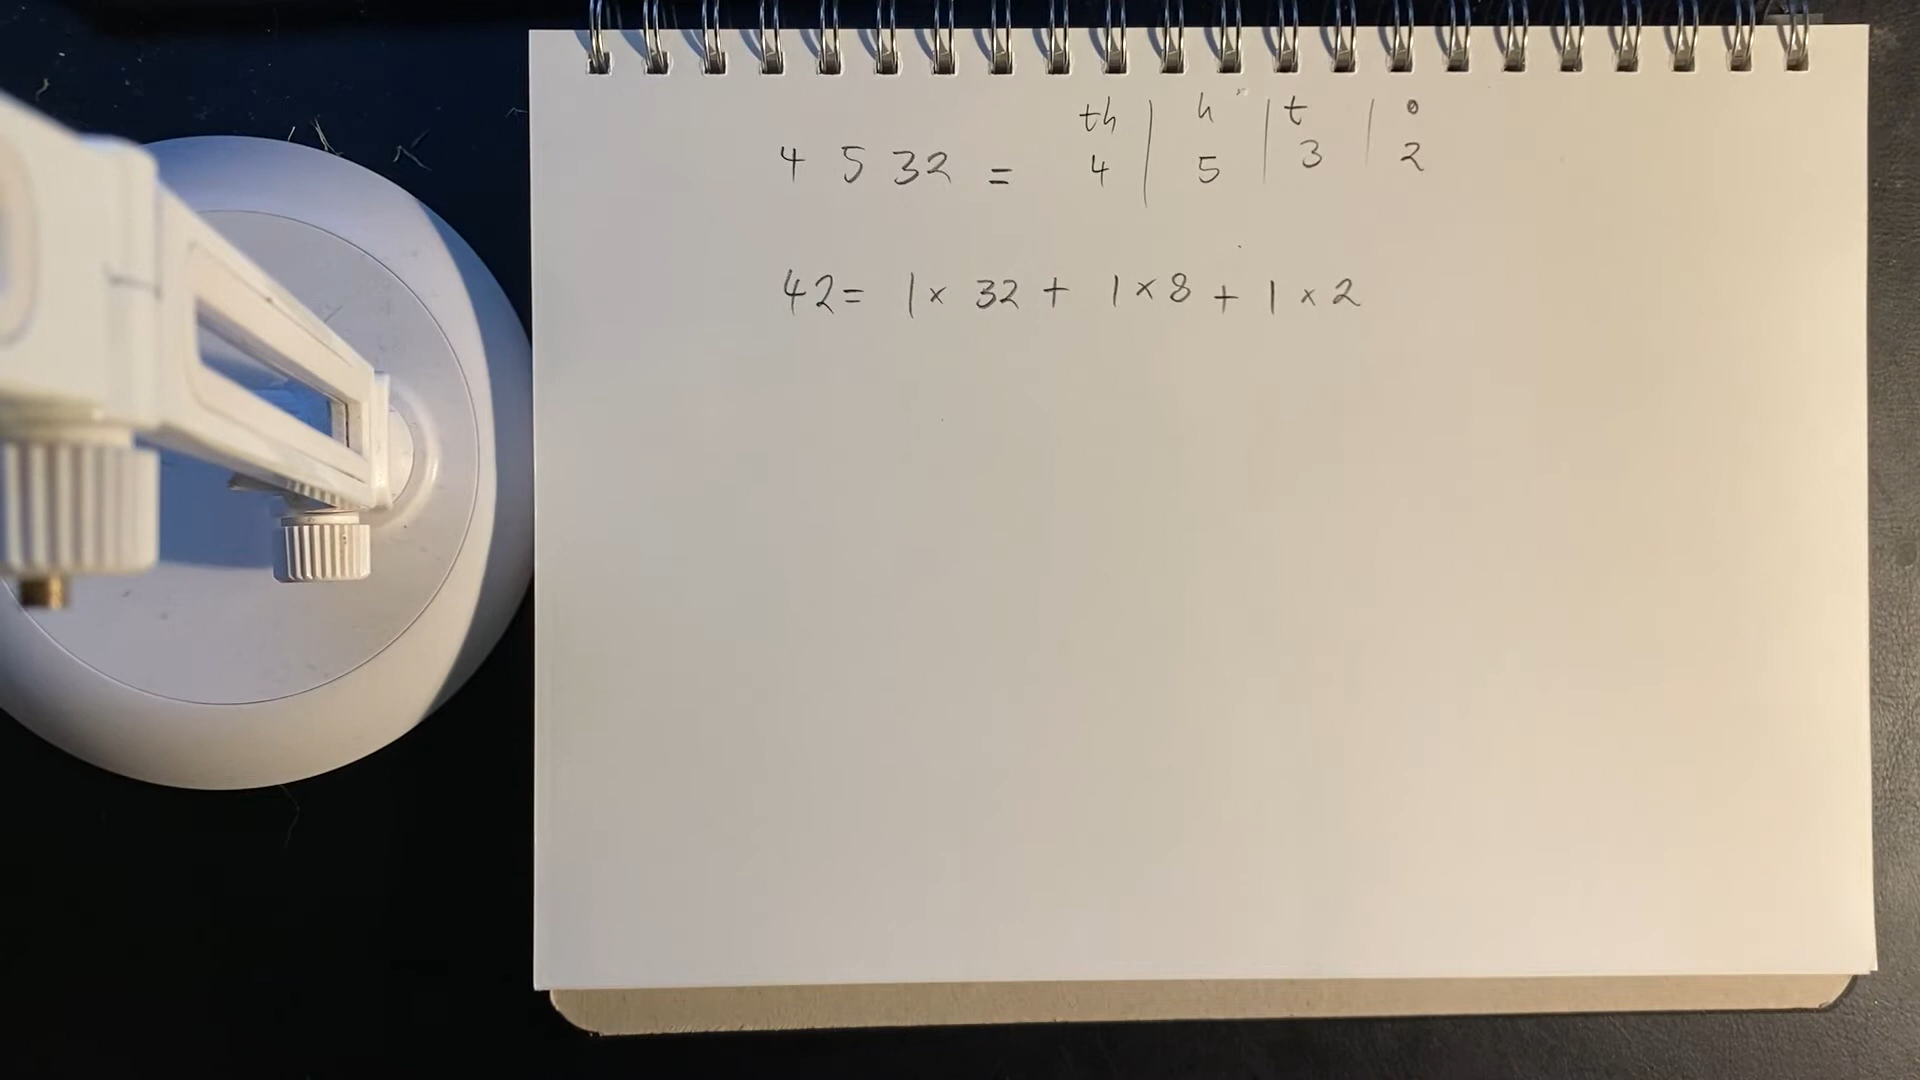 th | h | t | o
4 5 32 = 4 | 5 | 3 | 2
42 = 1 × 32 + 1 × 8 + 1 × 2